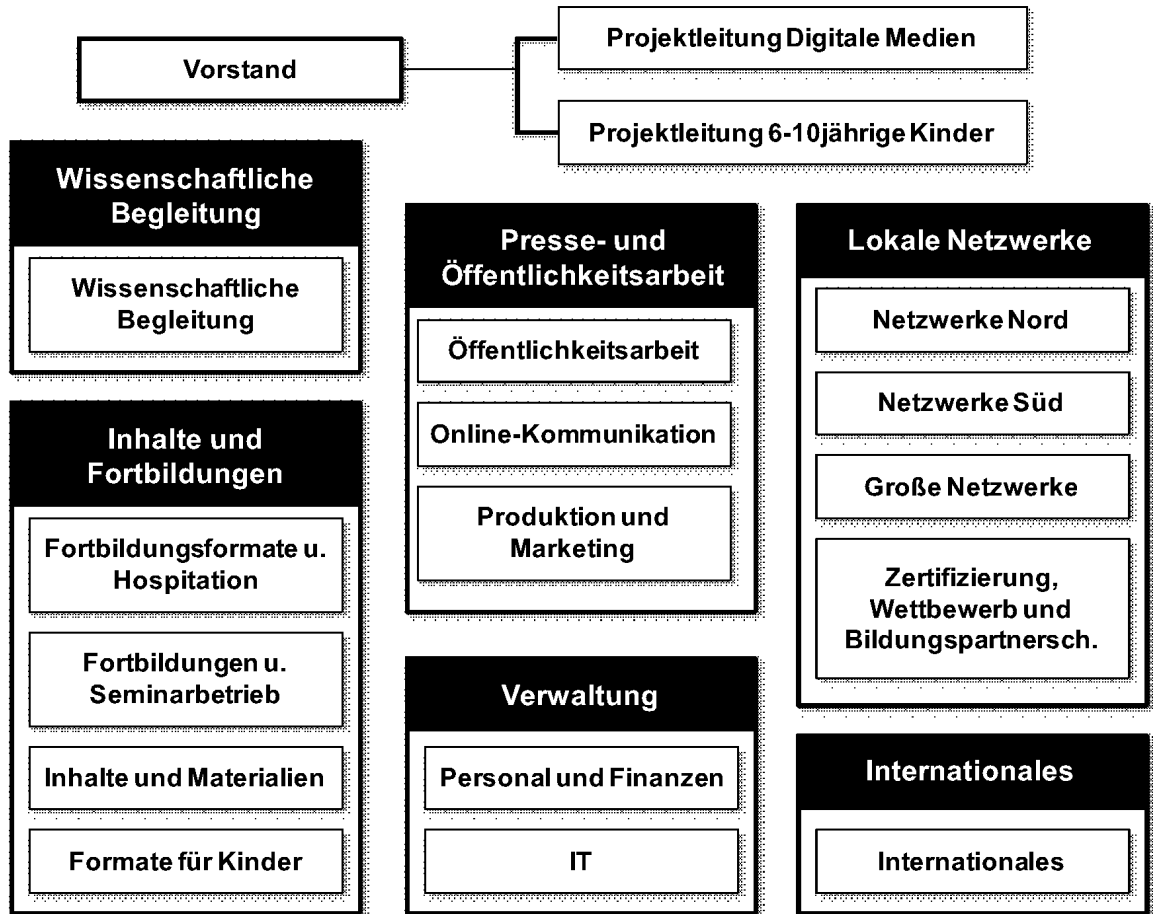 Vorstand
Projektleitung Digitale Medien
Projektleitung 6-10jährige Kinder
Wissenschaftliche
Begleitung
Wissenschaftliche
Begleitung
Inhalte und
Fortbildungen
Fortbildungsformate u.
Hospitation
Fortbildungen u.
Seminarbetrieb
Inhalte und Materialien
Formate für Kinder
Presse- und
Öffentlichkeitsarbeit
Öffentlichkeitsarbeit
Online-Kommunikation
Produktion und
Marketing
Verwaltung
Personal und Finanzen
IT
Lokale Netzwerke
Netzwerke Nord
Netzwerke Süd
Große Netzwerke
Zertifizierung,
Wettbewerb und
Bildungspartnersch.
Internationales
Internationales